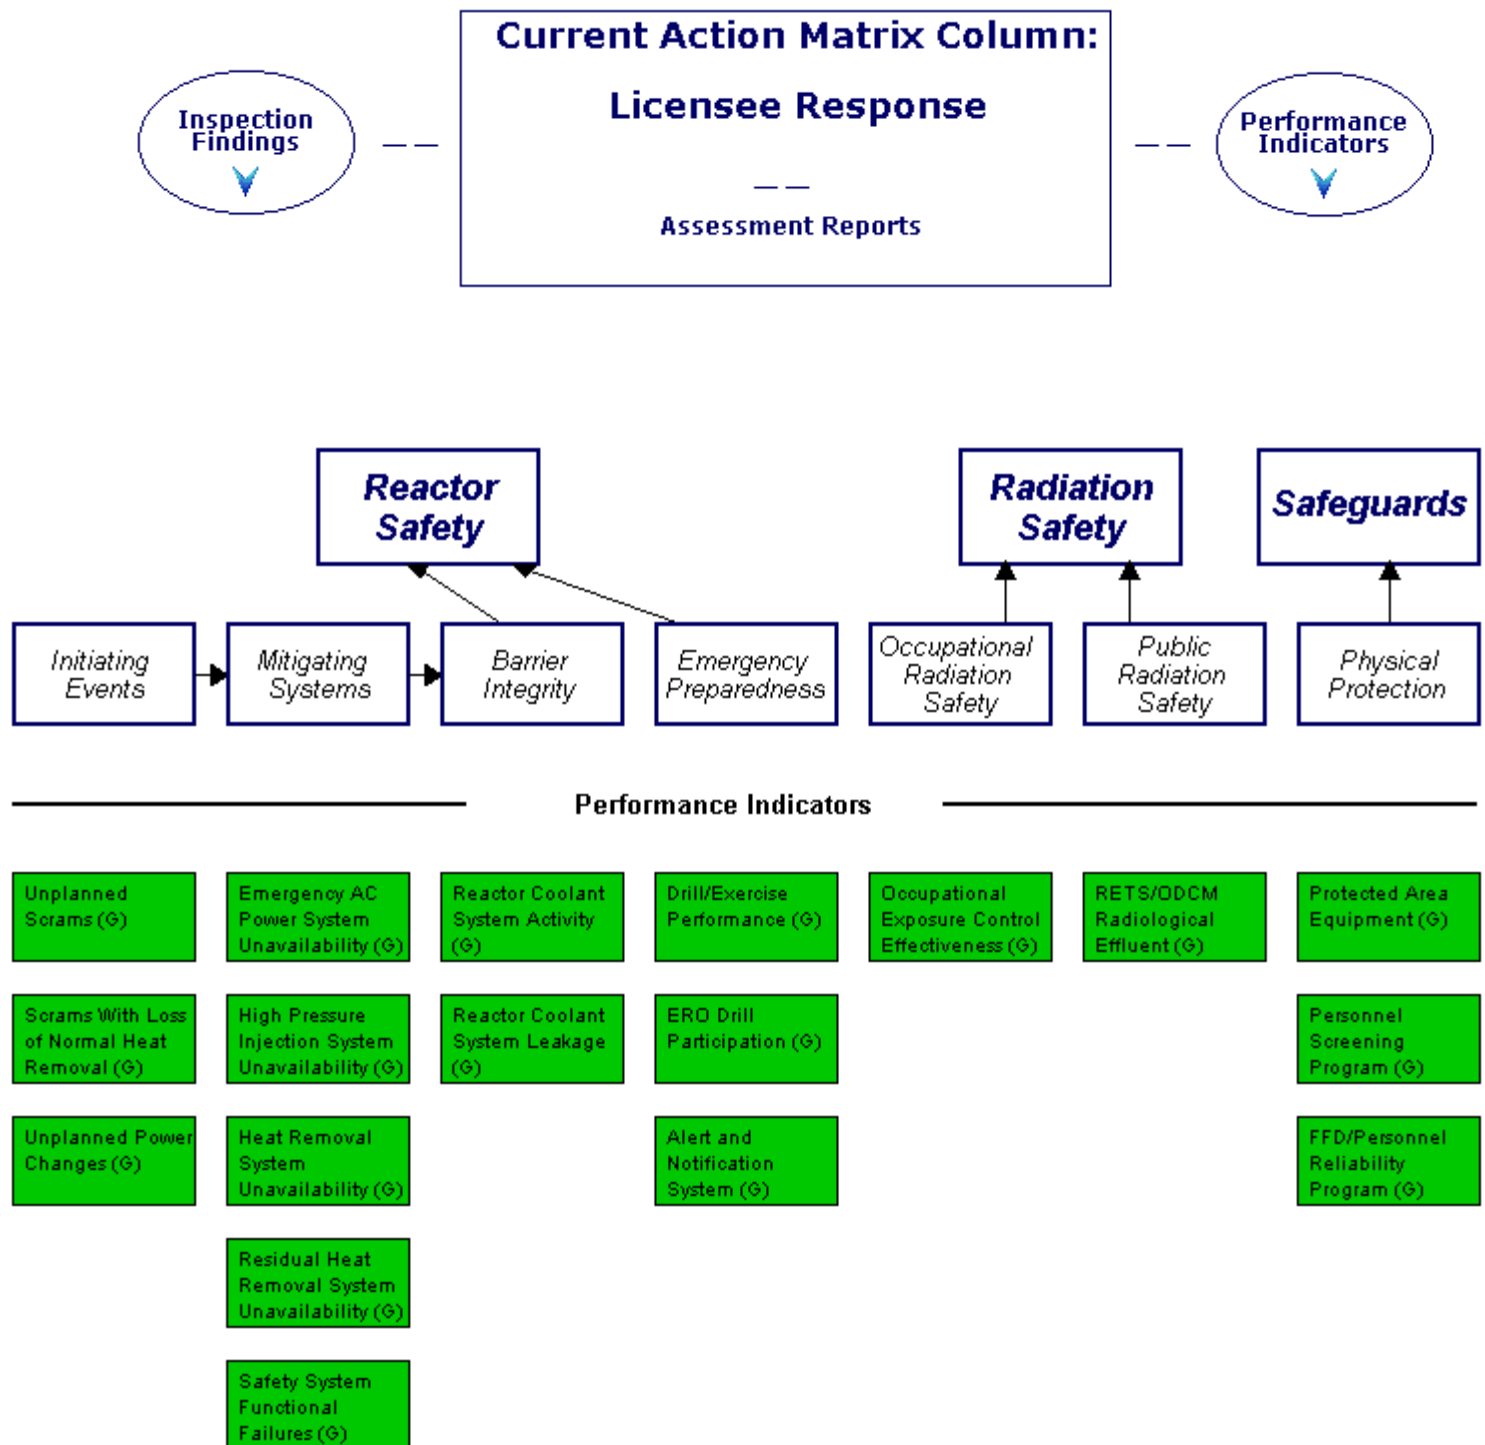 Current Action Matrix Column:
Licensee Response
Inspection
Findings
Performance
Indicators
Assessment Reports
Reactor
Safety
Radiation
Safety
Safeguards
Initiating
Events
Mitigating
Systems
Barrier
Integrity
Emergency
Preparedness
Occupational
Radiation
Safety
Public
Radiation
Safety
Physical
Protection
Performance Indicators
Unplanned
Scrams (G)
Emergency AC
Power System
Unavailability (G)
Reactor Coolant
System Activity
(G)
Drill/Exercise
Performance (G)
Occupational
Exposure Control
Effectiveness (G)
RETS/ODCM
Radiological
Effluent (G)
Protected Area
Equipment (G)
Scrams With Loss
of Normal Heat
Removal (G)
High Pressure
Injection System
Unavailability (G)
Reactor Coolant
System Leakage
(G)
ERO Drill
Participation (G)
Personnel
Screening
Program (G)
Unplanned Power
Changes (G)
Heat Removal
System
Unavailability (G)
Alert and
Notification
System (G)
FFD/Personnel
Reliability
Program (G)
Residual Heat
Removal System
Unavailability (G)
Safety System
Functional
Failures (G)